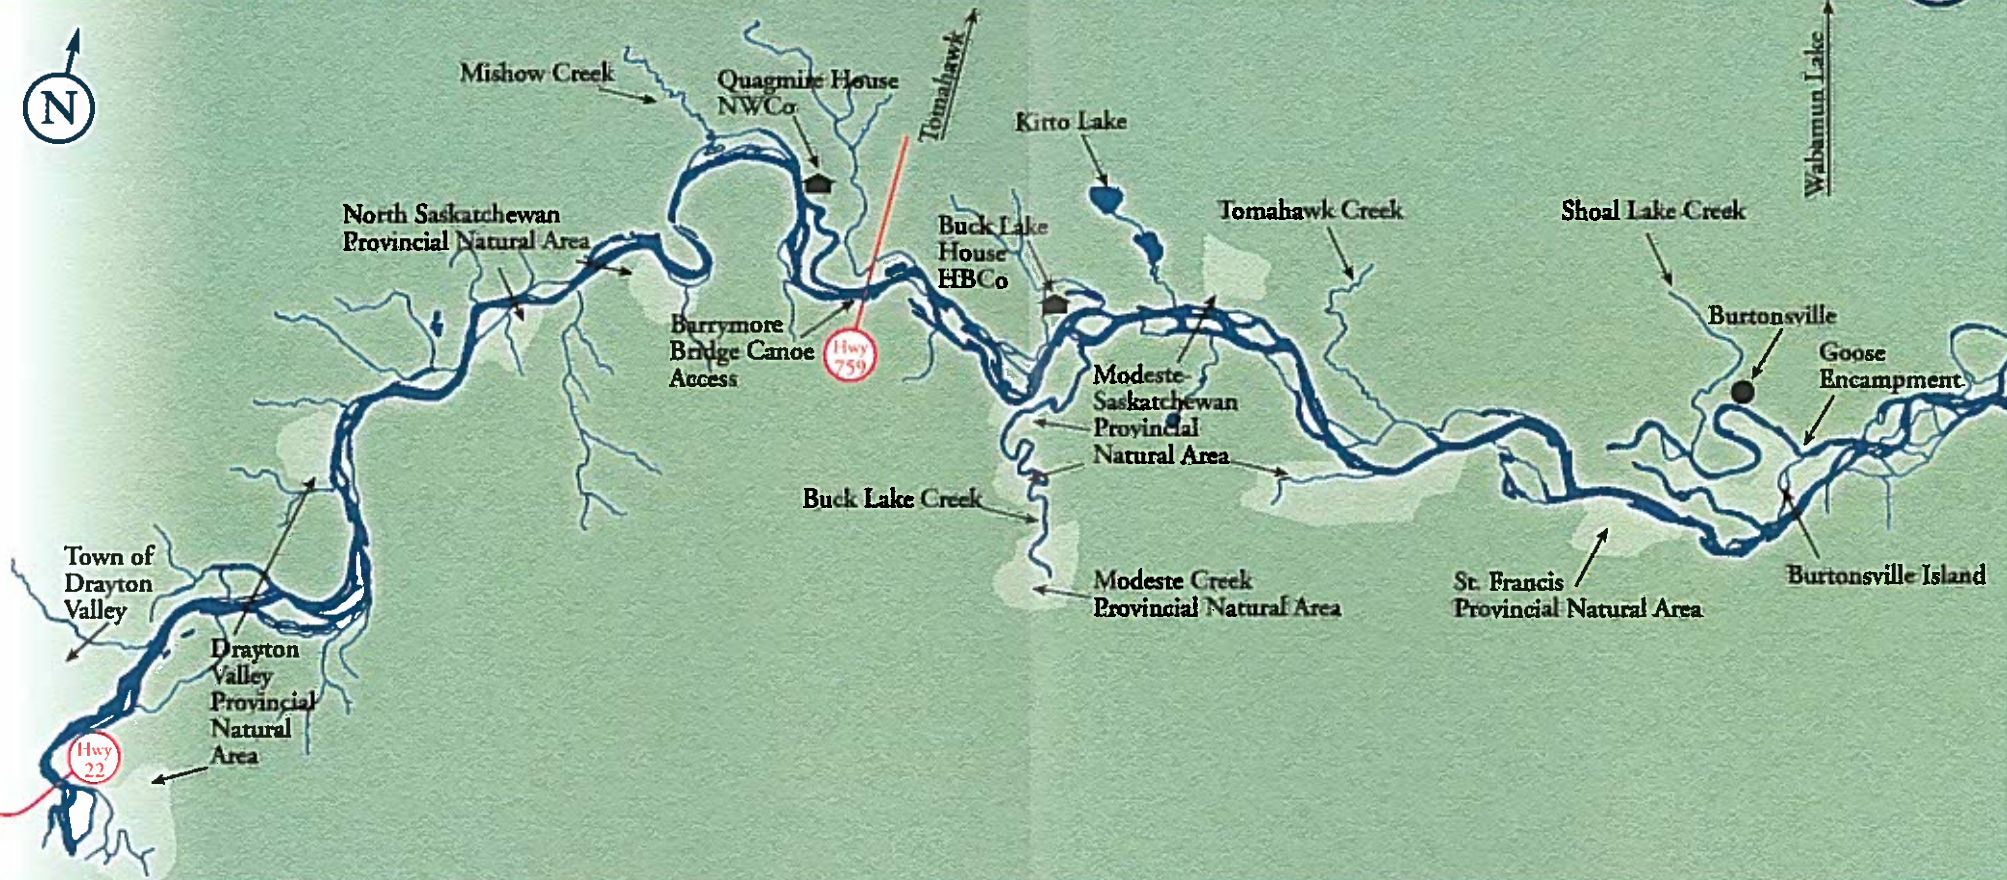 N
Mishow Creek
Quagmire House
NWCo
Tomahawk
Kitto Lake
Wabamun Lake
North Saskatchewan
Provincial Natural Area
Buck Lake
House
HBCo
Tomahawk Creek
Shoal Lake Creek
Barrymore
Bridge Canoe
Access
Hwy
759
Burtonsville
Goose
Encampment
Modeste-
Saskatchewan
Provincial
Natural Area
Buck Lake Creek
Town of
Drayton
Valley
Modeste Creek
Provincial Natural Area
St. Francis
Provincial Natural Area
Burtonsville Island
Drayton
Valley
Provincial
Natural
Area
Hwy
22